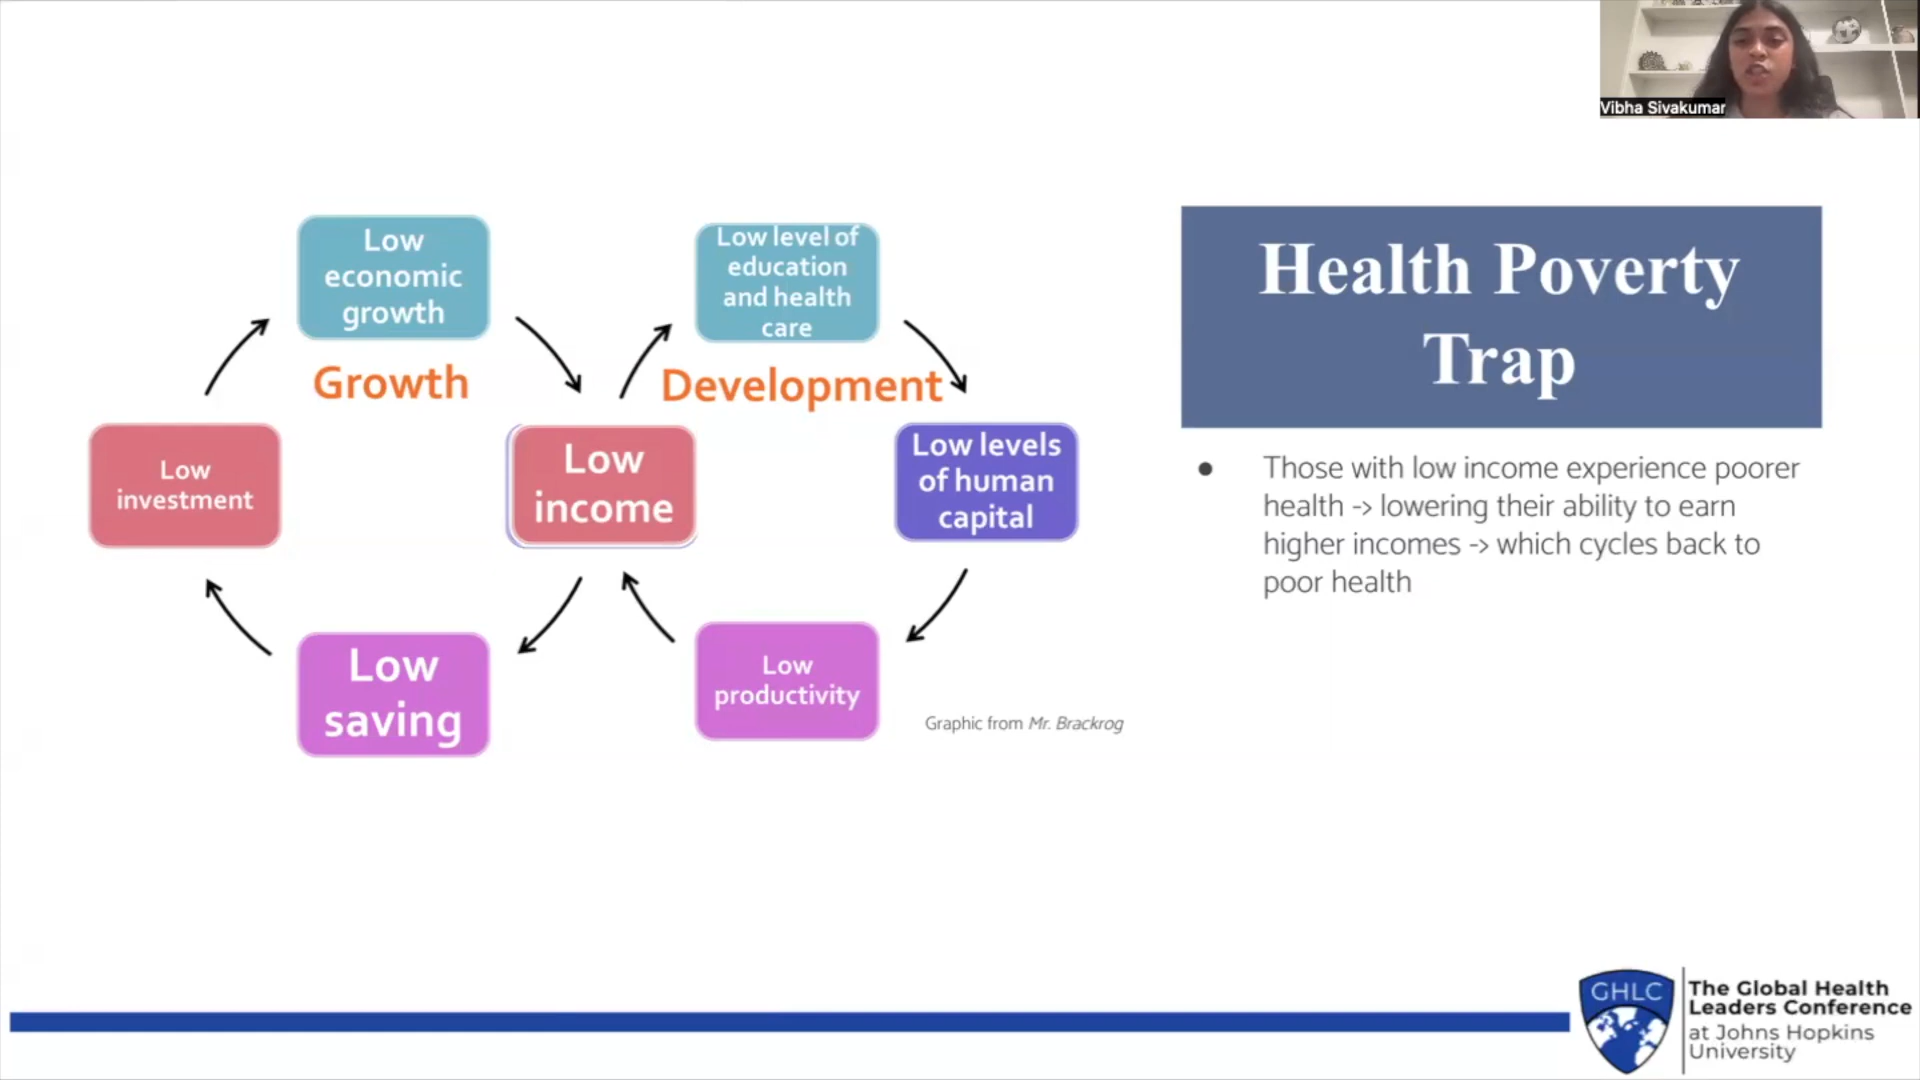 Vibha Sivakumar
Low
economic
growth
Low level of
education
and health
care
Growth
Development
Low
investment
Low
income
Low levels
of human
capital
Low
saving
Low
productivity
Graphic from Mr. Brackrog
Health Poverty
Trap
● Those with low income experience poorer
health -> lowering their ability to earn
higher incomes -> which cycles back to
poor health
GHLC
The Global Health
Leaders Conference
at Johns Hopkins
University